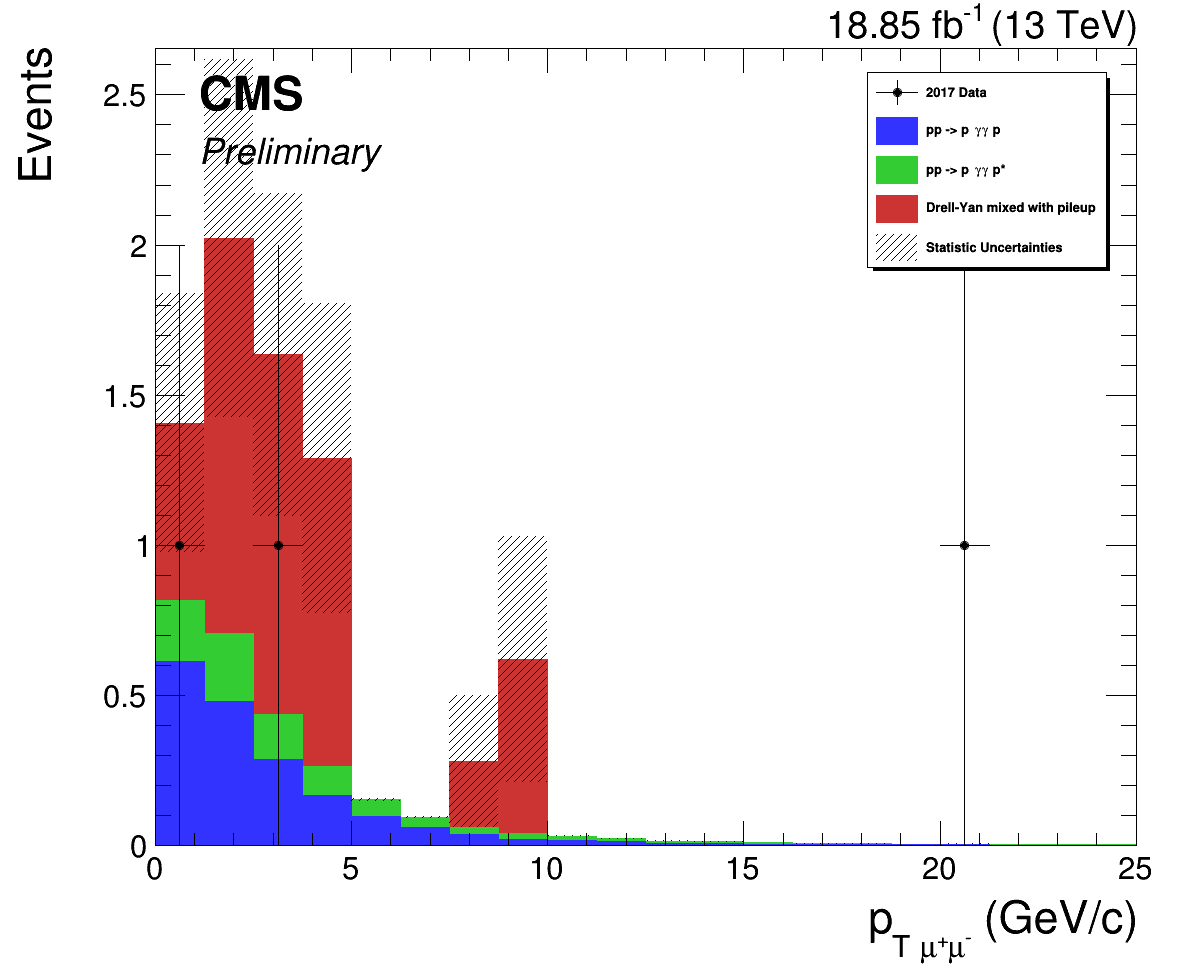 18.85 fb-1 (13 TeV)
Events
CMS
Preliminary
2017 Data
pp -> p γγ p
pp -> p γγ p*
Drell-Yan mixed with pileup
Statistic Uncertainties
2.5
2
1.5
1
0.5
0
0 5 10 15 20 25
pT μ+μ- (GeV/c)